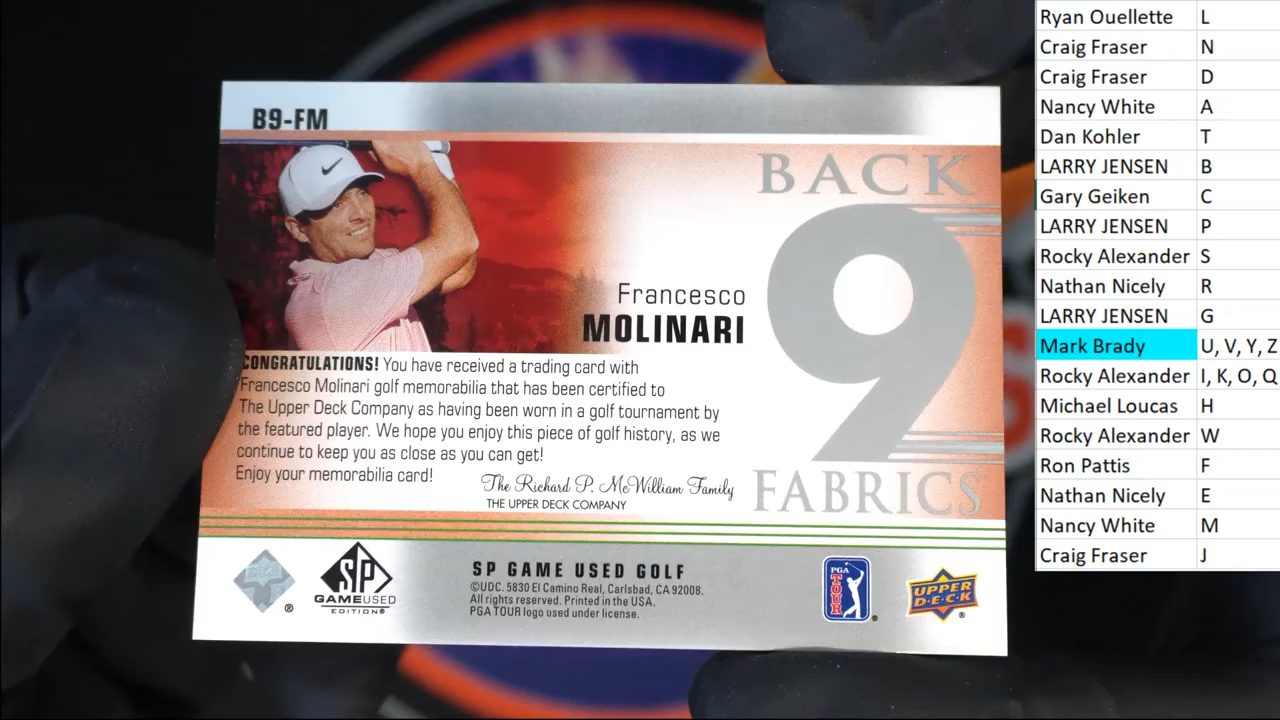 B9-FM
BACK
9
FABRICS
Francesco
MOLINARI
CONGRATULATIONS! You have received a trading card with
Francesco Molinari golf memorabilia that has been certified to
The Upper Deck Company as having been worn in a golf tournament by
the featured player. We hope you enjoy this piece of golf history, as we
continue to keep you as close as you can get!
Enjoy your memorabilia card!
The Richard P. McWilliam Family
THE UPPER DECK COMPANY
SP
GAMEUSED
EDITION®
SP GAME USED GOLF
©UDC. 5830 El Camino Real, Carlsbad, CA 92008.
All rights reserved. Printed in the USA.
PGA TOUR logo used under license.
PGA
TOUR
UPPER
DECK
Ryan Ouellette L
Craig Fraser N
Craig Fraser D
Nancy White A
Dan Kohler T
LARRY JENSEN B
Gary Geiken C
LARRY JENSEN P
Rocky Alexander S
Nathan Nicely R
LARRY JENSEN G
Mark Brady U, V, Y, Z
Rocky Alexander I, K, O, Q
Michael Loucas H
Rocky Alexander W
Ron Pattis F
Nathan Nicely E
Nancy White M
Craig Fraser J